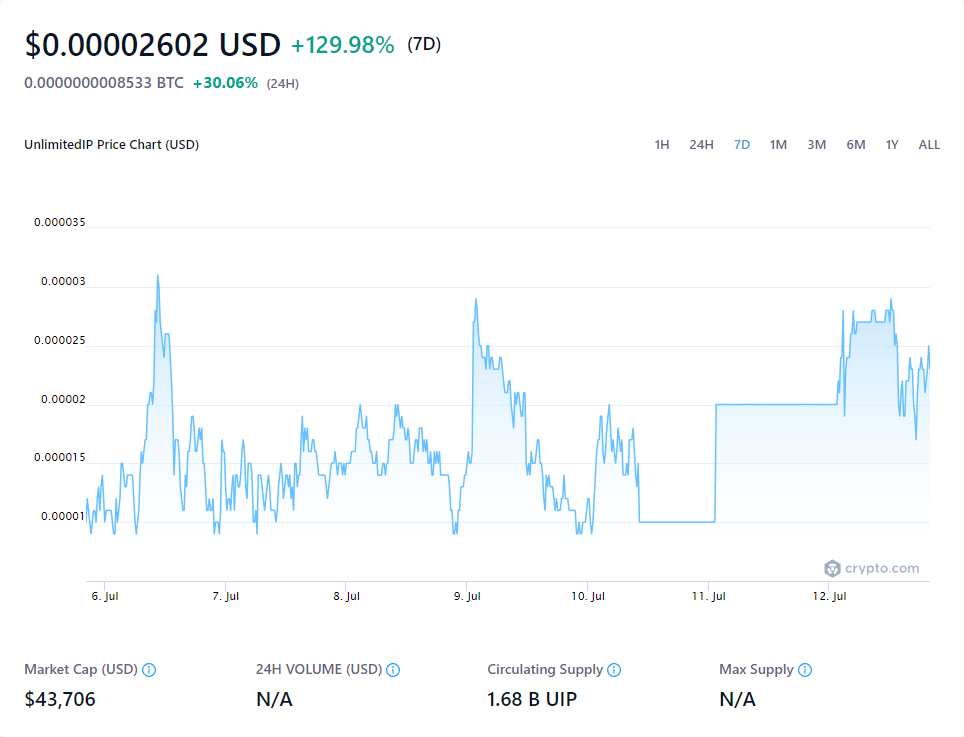 $0.00002602 USD +129.98% (7D)
0.0000000008533 BTC +30.06% (24H)
UnlimitedIP Price Chart (USD) 1H 24H 7D 1M 3M 6M 1Y ALL
0.000035
0.00003
0.000025
0.00002
0.000015
0.00001
crypto.com
6. Jul 7. Jul 8. Jul 9. Jul 10. Jul 11. Jul 12. Jul
Market Cap (USD) 24H VOLUME (USD) Circulating Supply Max Supply
$43,706 N/A 1.68 B UIP N/A